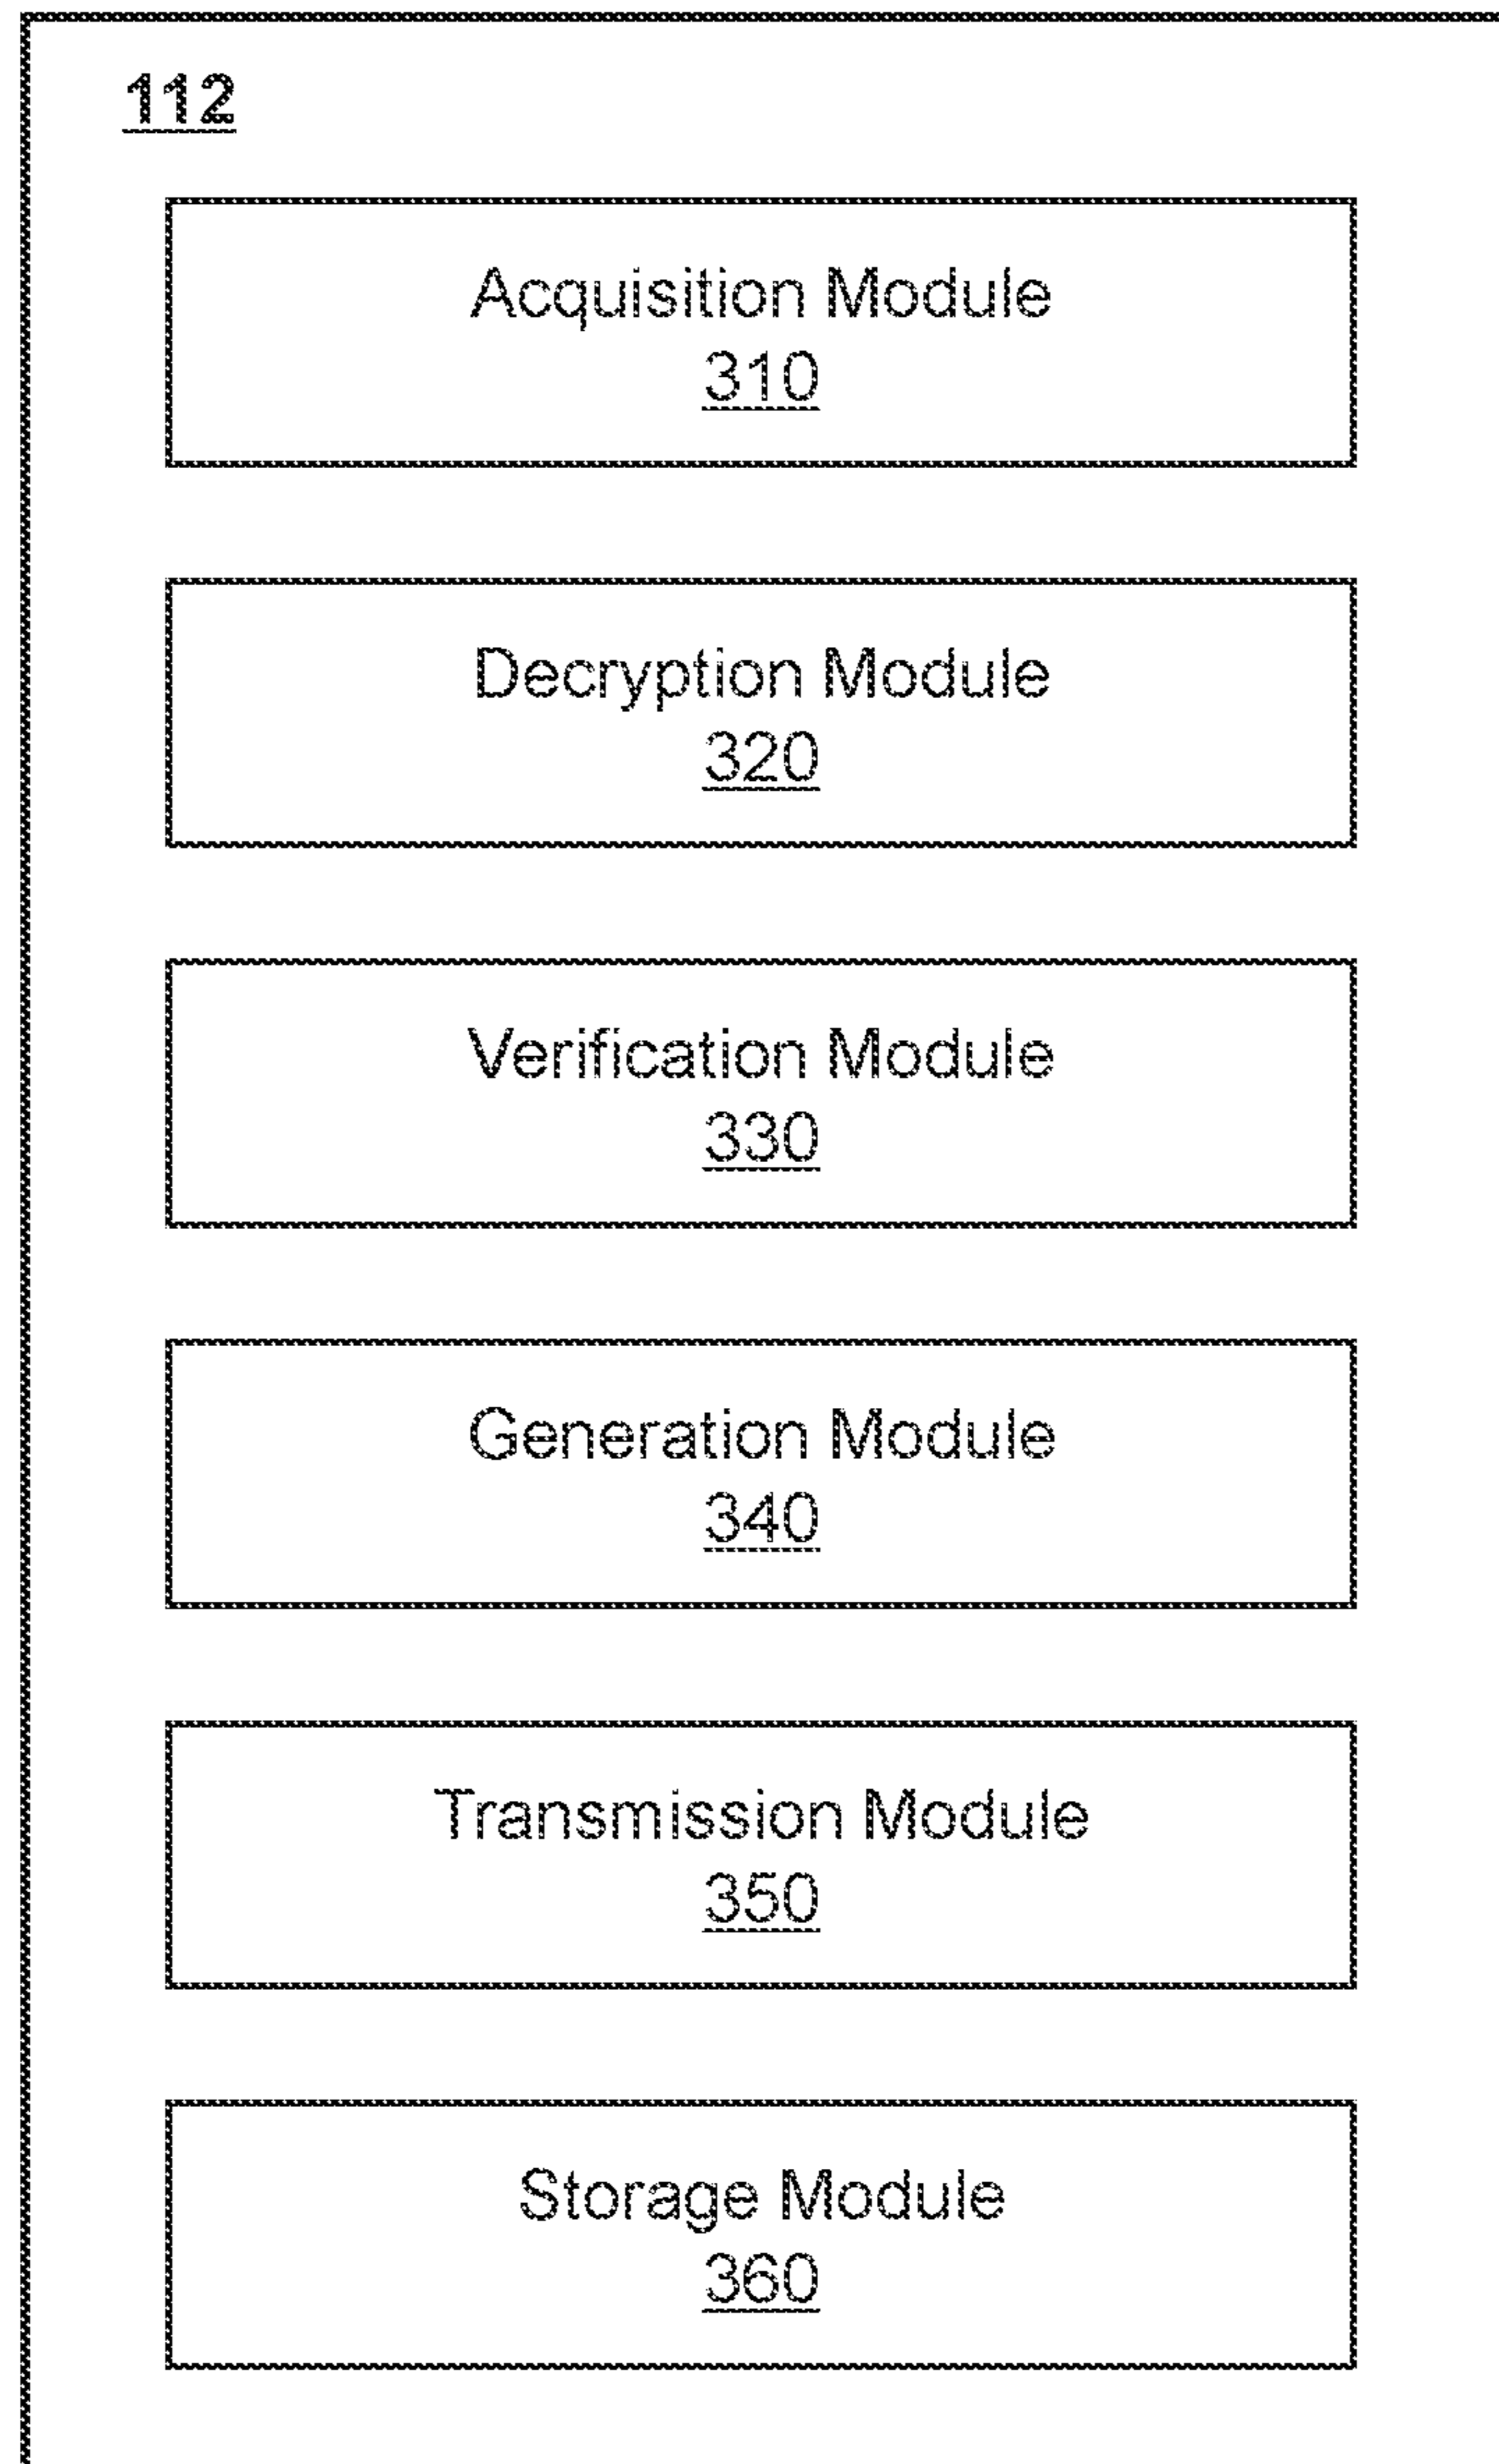 112
Acquisition Module
310
Decryption Module
320
Verification Module
330
Generation Module
340
Transmission Module
350
Storage Module
360